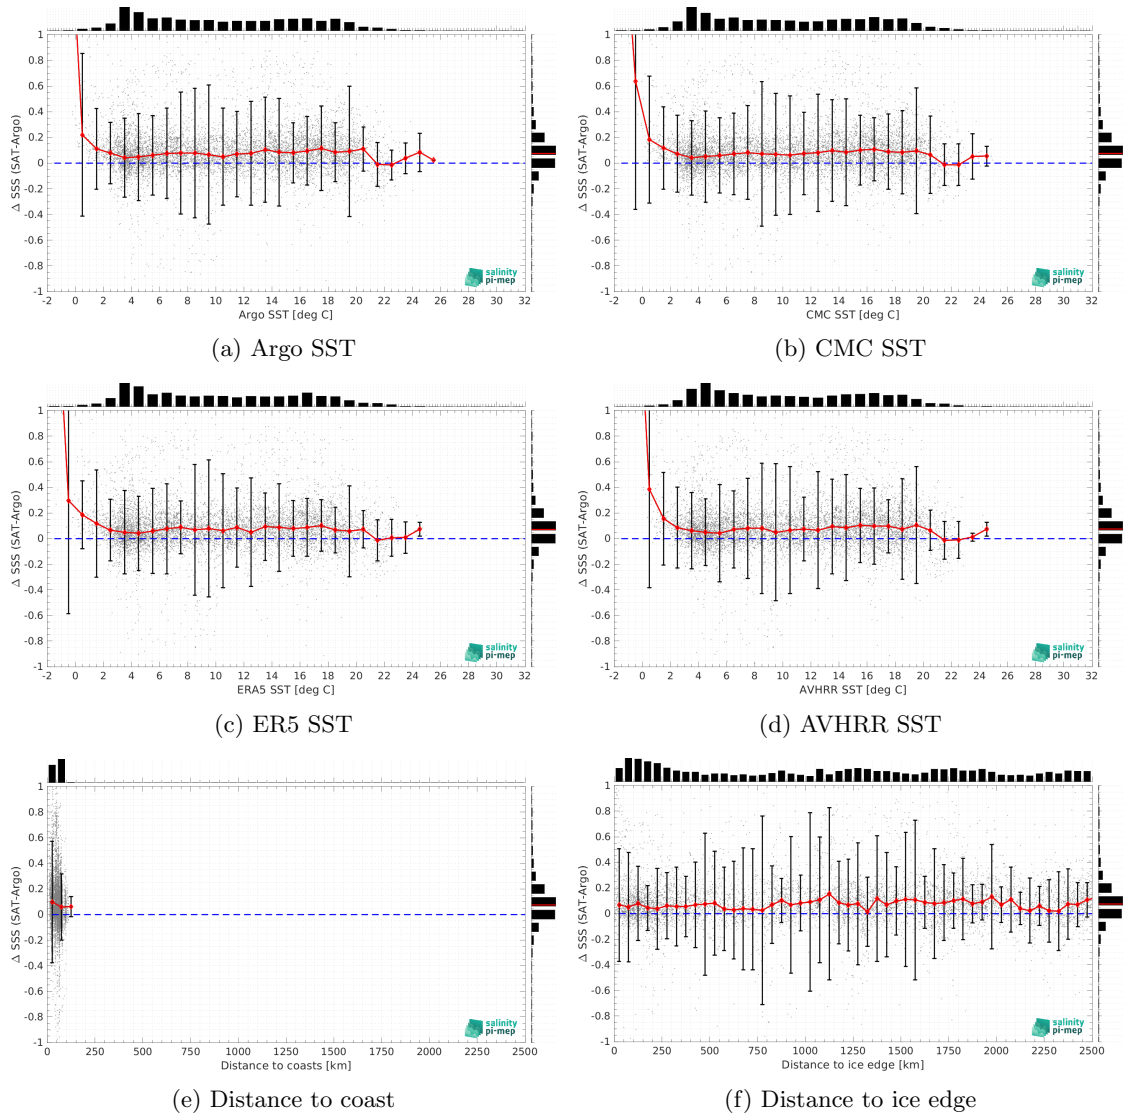 1
0.8
0.6
0.4
0.2
0
-0.2
-0.4
-0.6
-0.8
-1
Δ SSS (SAT-Argo)
salinity
pi-mep
-2 0 2 4 6 8 10 12 14 16 18 20 22 24 26 28 30 32
Argo SST [deg C]
(a) Argo SST
1
0.8
0.6
0.4
0.2
0
-0.2
-0.4
-0.6
-0.8
-1
Δ SSS (SAT-Argo)
salinity
pi-mep
-2 0 2 4 6 8 10 12 14 16 18 20 22 24 26 28 30 32
CMC SST [deg C]
(b) CMC SST
1
0.8
0.6
0.4
0.2
0
-0.2
-0.4
-0.6
-0.8
-1
Δ SSS (SAT-Argo)
salinity
pi-mep
-2 0 2 4 6 8 10 12 14 16 18 20 22 24 26 28 30 32
ERA5 SST [deg C]
(c) ER5 SST
1
0.8
0.6
0.4
0.2
0
-0.2
-0.4
-0.6
-0.8
-1
Δ SSS (SAT-Argo)
salinity
pi-mep
-2 0 2 4 6 8 10 12 14 16 18 20 22 24 26 28 30 32
AVHRR SST [deg C]
(d) AVHRR SST
1
0.8
0.6
0.4
0.2
0
-0.2
-0.4
-0.6
-0.8
-1
Δ SSS (SAT-Argo)
salinity
pi-mep
0 250 500 750 1000 1250 1500 1750 2000 2250 2500
Distance to coasts [km]
(e) Distance to coast
1
0.8
0.6
0.4
0.2
0
-0.2
-0.4
-0.6
-0.8
-1
Δ SSS (SAT-Argo)
salinity
pi-mep
0 250 500 750 1000 1250 1500 1750 2000 2250 2500
Distance to ice edge [km]
(f) Distance to ice edge